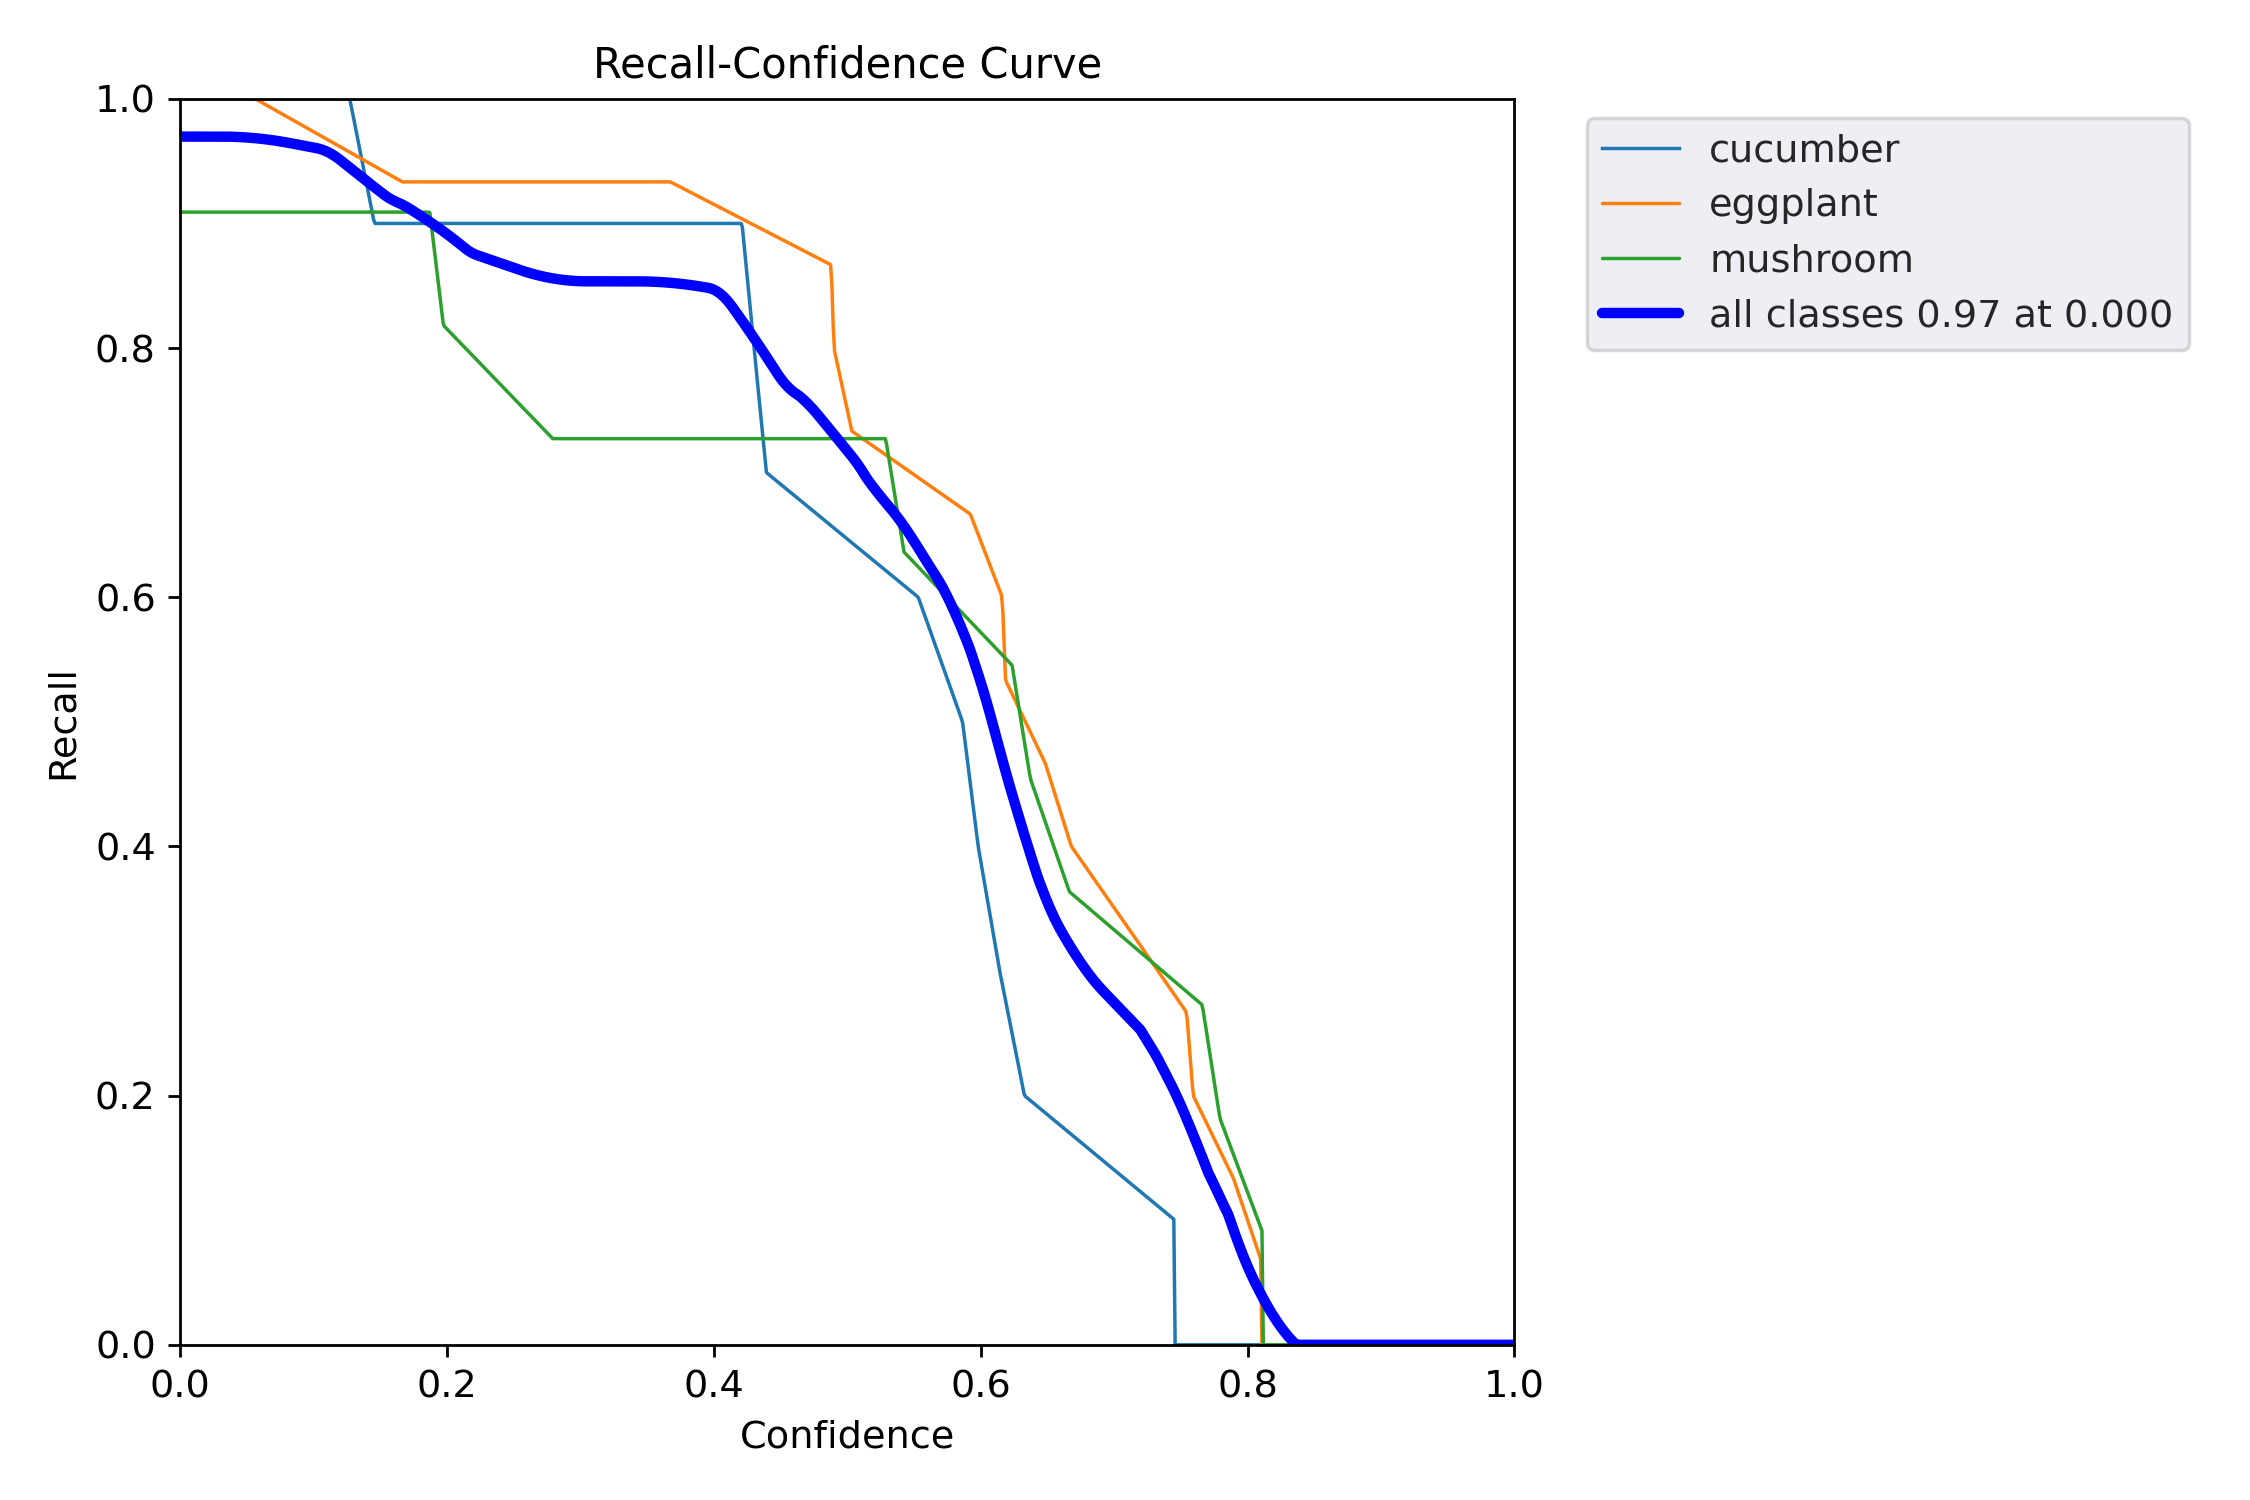 Recall-Confidence Curve
1.0
0.8
0.6
0.4
0.2
0.0
Recall
0.0 0.2 0.4 0.6 0.8 1.0
Confidence
cucumber
eggplant
mushroom
all classes 0.97 at 0.000